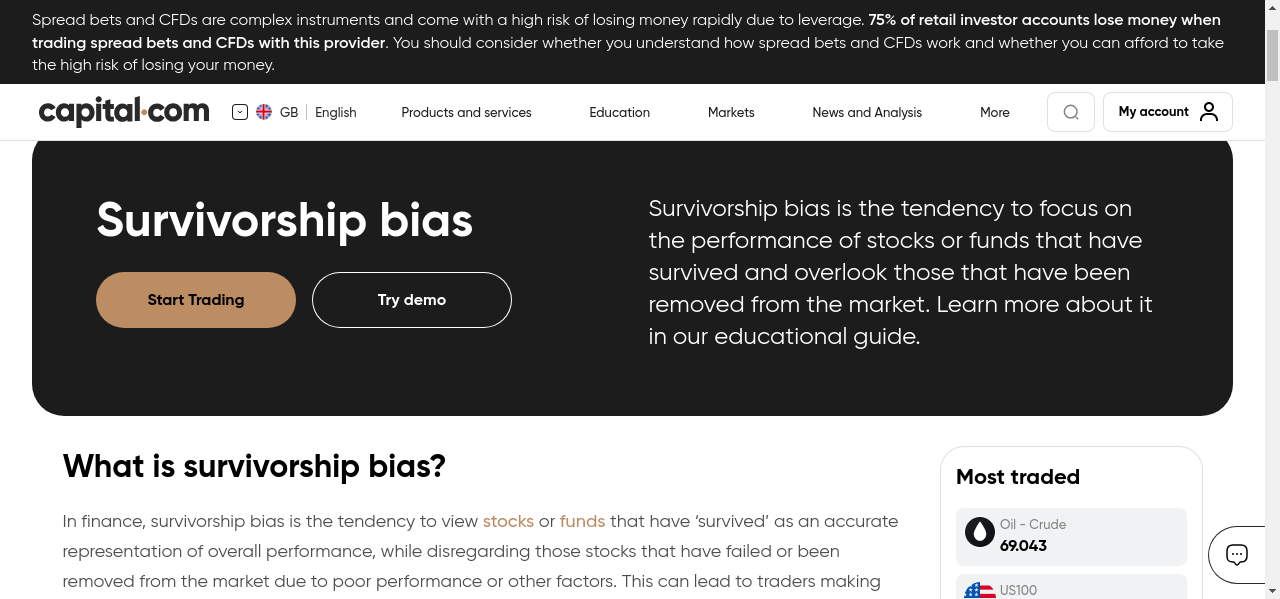 Spread bets and CFDs are complex instruments and come with a high risk of losing money rapidly due to leverage. 75% of retail investor accounts lose money when
trading spread bets and CFDs with this provider. You should consider whether you understand how spread bets and CFDs work and whether you can afford to take
the high risk of losing your money.
capital.com
GB
English
Products and services
Education
Markets
News and Analysis
More
My account
Survivorship bias
Start Trading
Try demo
Survivorship bias is the tendency to focus on
the performance of stocks or funds that have
survived and overlook those that have been
removed from the market. Learn more about it
in our educational guide.
What is survivorship bias?
In finance, survivorship bias is the tendency to view stocks or funds that have ‘survived’ as an accurate
representation of overall performance, while disregarding those stocks that have failed or been
removed from the market due to poor performance or other factors. This can lead to traders making
Most traded
Oil - Crude
69.043
US100